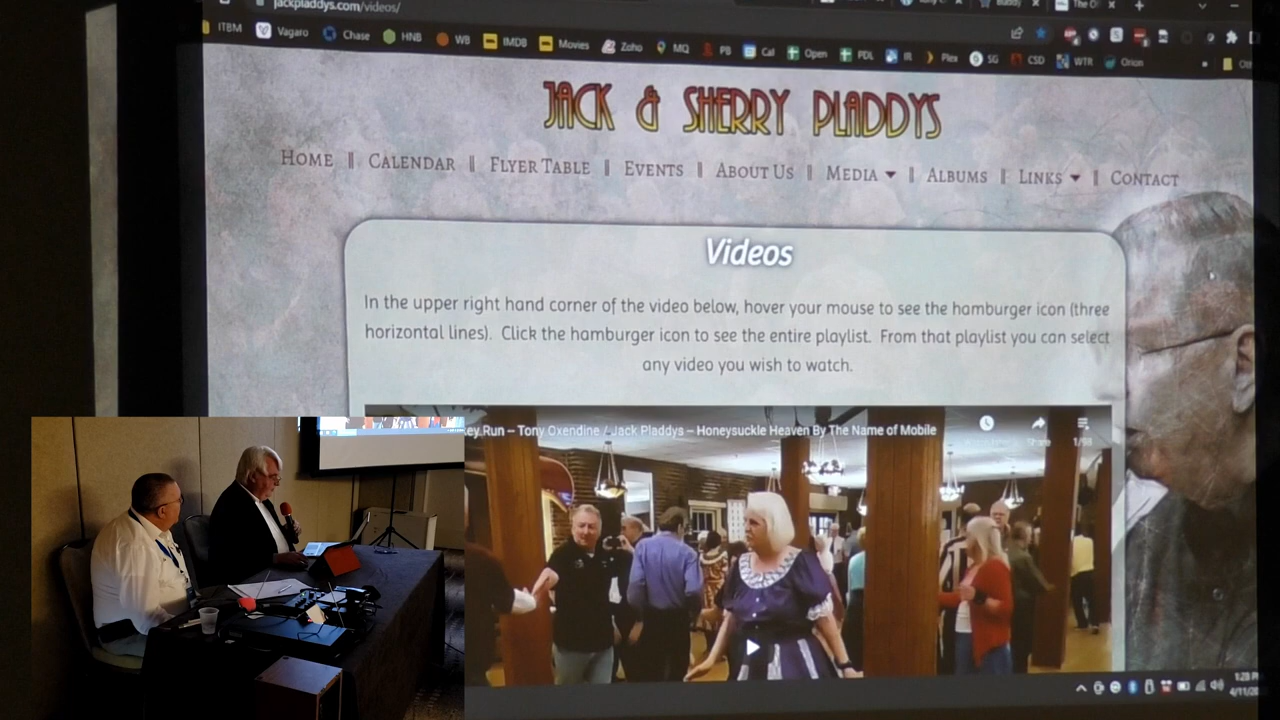 jackpladdys.com/videos/
ITBM Vagaro Chase HNB WB IMDB Movies Zoho MQ PB Cal Open PDL IR Plex SG CSD WTR Orion
JACK & SHERRY PLADDYS
HOME || CALENDAR || FLYER TABLE || EVENTS || ABOUT US || MEDIA || ALBUMS || LINKS || CONTACT
Videos
In the upper right hand corner of the video below, hover your mouse to see the hamburger icon (three
horizontal lines). Click the hamburger icon to see the entire playlist. From that playlist you can select
any video you wish to watch.
Run – Tony Oxendine / Jack Pladdys – Honeysuckle Heaven By The Name of Mobile
Share